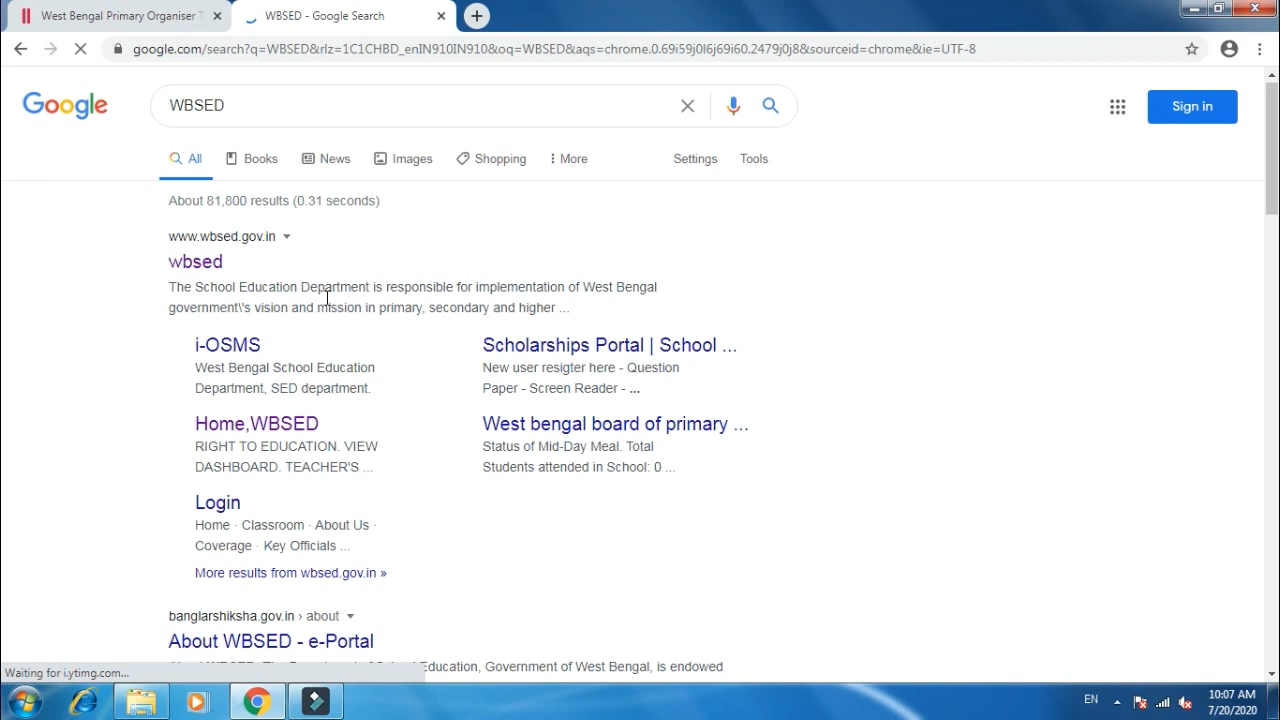 West Bengal Primary Organiser T
WBSED - Google Search
google.com/search?q=WBSED&rlz=1C1CHBD_enIN910IN910&oq=WBSED&aqs=chrome.0.69i59j0l6j69i60.2479j0j8&sourceid=chrome&ie=UTF-8
Google
WBSED
Sign in
All Books News Images Shopping More Settings Tools
About 81,800 results (0.31 seconds)
www.wbsed.gov.in
wbsed
The School Education Department is responsible for implementation of West Bengal
government\'s vision and mission in primary, secondary and higher ...
i-OSMS
West Bengal School Education
Department, SED department.
Scholarships Portal | School ...
New user resigter here - Question
Paper - Screen Reader - ...
Home,WBSED
RIGHT TO EDUCATION. VIEW
DASHBOARD. TEACHER'S ...
West bengal board of primary ...
Status of Mid-Day Meal. Total
Students attended in School: 0 ...
Login
Home · Classroom · About Us ·
Coverage · Key Officials ...
More results from wbsed.gov.in »
banglarshiksha.gov.in › about
About WBSED - e-Portal
Education, Government of West Bengal, is endowed
Waiting for i.ytimg.com...
EN
10:07 AM
7/20/2020